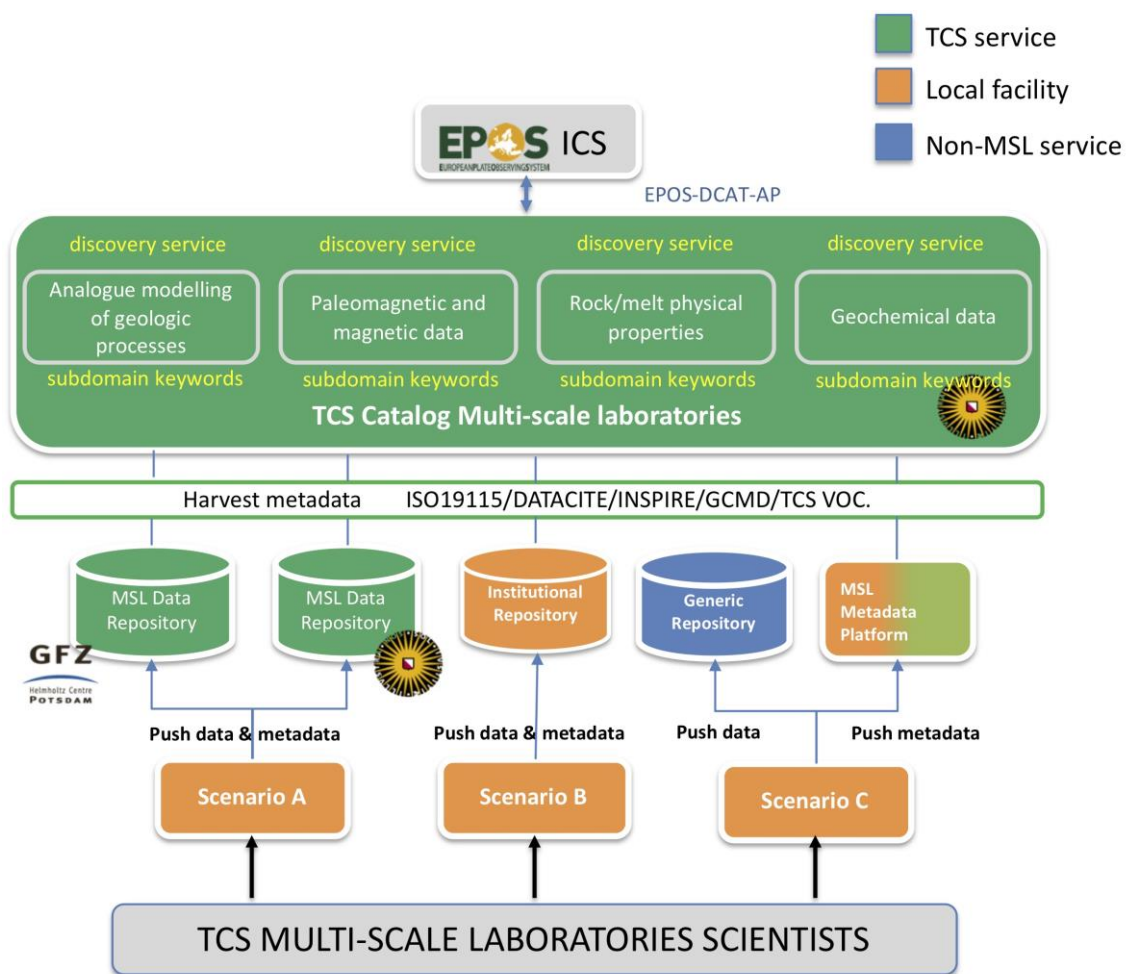 TCS service
Local facility
Non-MSL service
EPOS ICS
EUROPEAN PLATE OBSERVING SYSTEM
EPOS-DCAT-AP
discovery service
discovery service
discovery service
discovery service
Analogue modelling
of geologic
processes
Paleomagnetic and
magnetic data
Rock/melt physical
properties
Geochemical data
subdomain keywords
subdomain keywords
subdomain keywords
subdomain keywords
TCS Catalog Multi-scale laboratories
Harvest metadata ISO19115/DATACITE/INSPIRE/GCMD/TCS VOC.
MSL Data
Repository
MSL Data
Repository
Institutional
Repository
Generic
Repository
MSL
Metadata
Platform
GFZ
Helmholtz Centre
POTSDAM
Push data & metadata
Push data & metadata
Push data
Push metadata
Scenario A
Scenario B
Scenario C
TCS MULTI-SCALE LABORATORIES SCIENTISTS